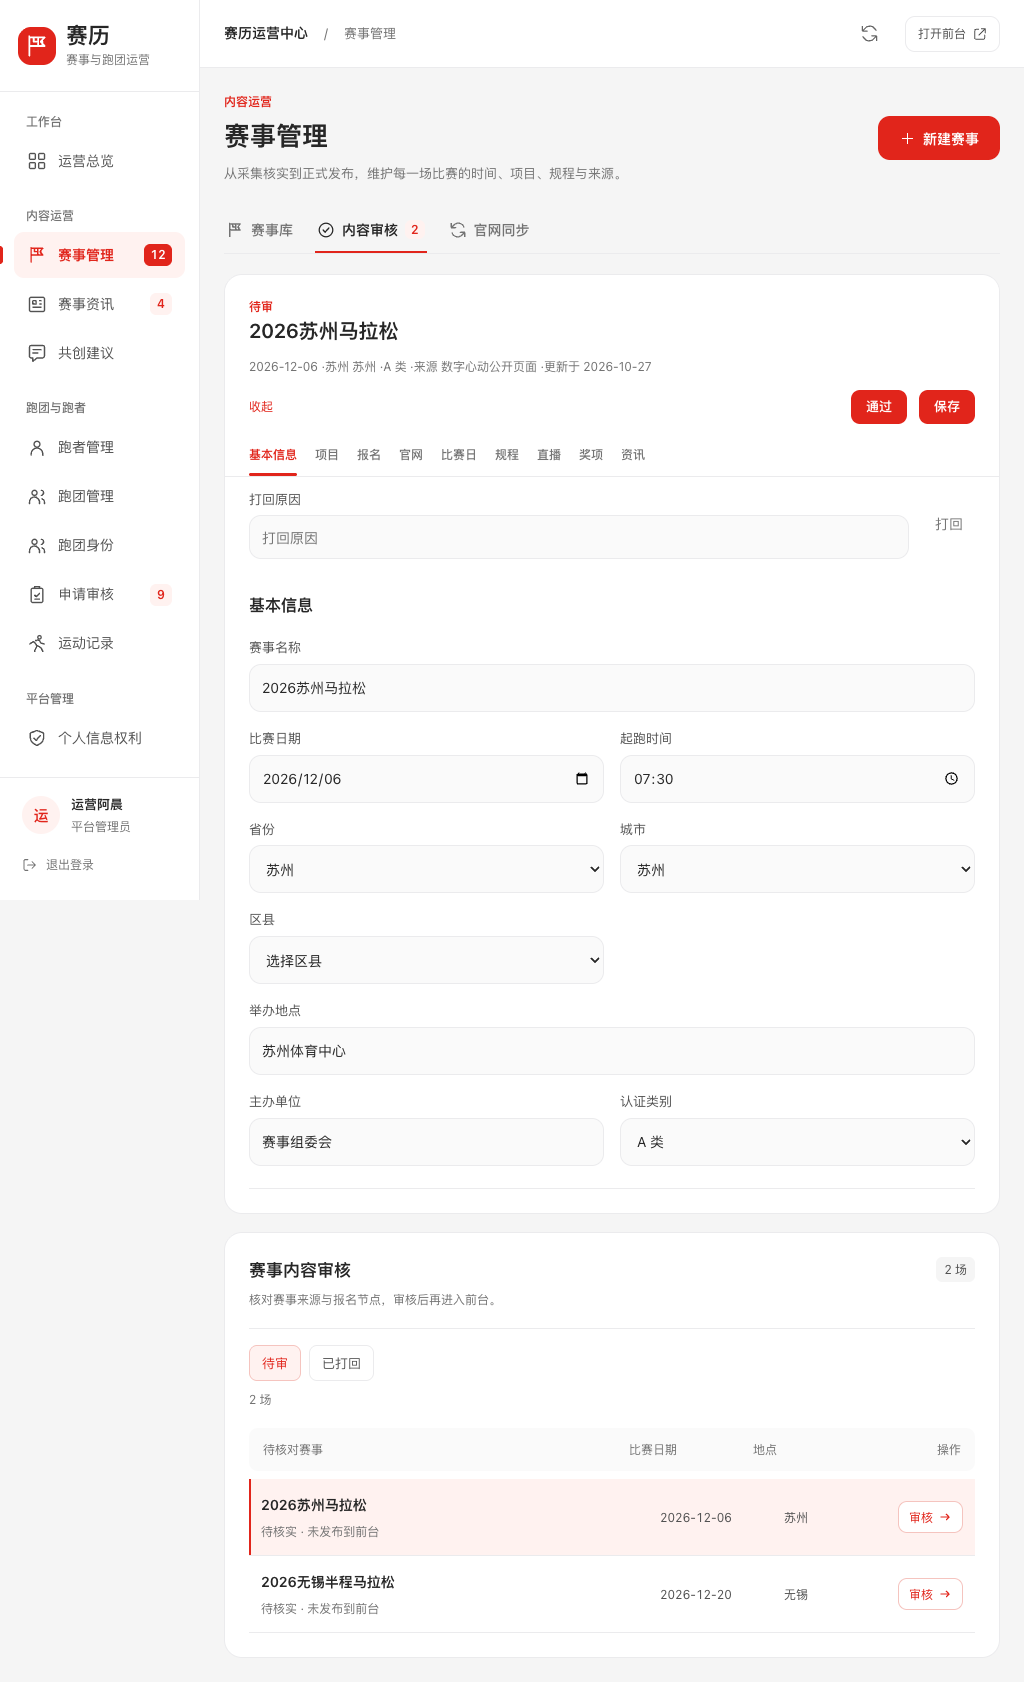 赛历
赛事与跑团运营
工作台
运营总览
内容运营
赛事管理 12
赛事资讯 4
共创建议
跑团与跑者
跑者管理
跑团管理
跑团身份
申请审核 9
运动记录
平台管理
个人信息权利
运 运营阿晨
平台管理员
退出登录
赛历运营中心 / 赛事管理
打开前台
内容运营
赛事管理
从采集核实到正式发布，维护每一场比赛的时间、项目、规程与来源。
新建赛事
赛事库 内容审核 2 官网同步
待审
2026苏州马拉松
2026-12-06 ·苏州 苏州 ·A 类 ·来源 数字心动公开页面 ·更新于 2026-10-27
收起 通过 保存
基本信息 项目 报名 官网 比赛日 规程 直播 奖项 资讯
打回原因
打回原因 打回
基本信息
赛事名称
2026苏州马拉松
比赛日期 起跑时间
2026/12/06 07:30
省份 城市
苏州 苏州
区县
选择区县
举办地点
苏州体育中心
主办单位 认证类别
赛事组委会 A 类
赛事内容审核 2 场
核对赛事来源与报名节点，审核后再进入前台。
待审 已打回
2 场
待核对赛事 比赛日期 地点 操作
2026苏州马拉松
待核实 · 未发布到前台 2026-12-06 苏州 审核
2026无锡半程马拉松
待核实 · 未发布到前台 2026-12-20 无锡 审核